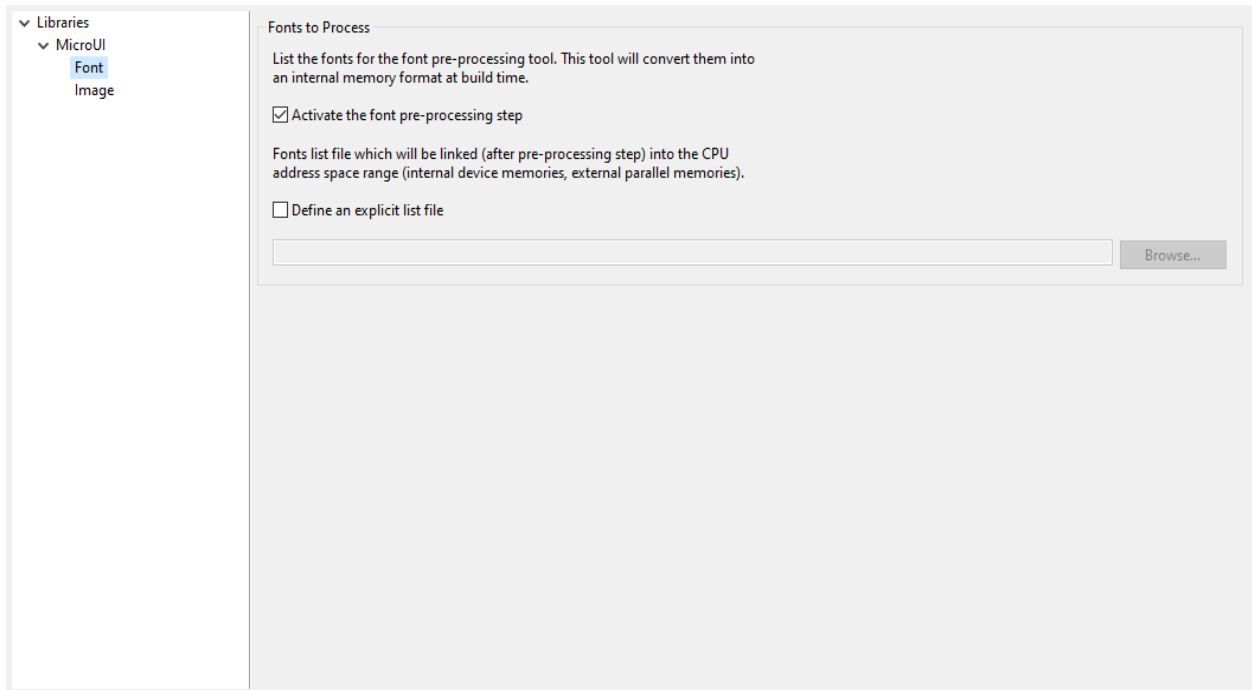 Libraries
MicroUI
Font
Image
Fonts to Process
List the fonts for the font pre-processing tool. This tool will convert them into
an internal memory format at build time.
Activate the font pre-processing step
Fonts list file which will be linked (after pre-processing step) into the CPU
address space range (internal device memories, external parallel memories).
Define an explicit list file
Browse...